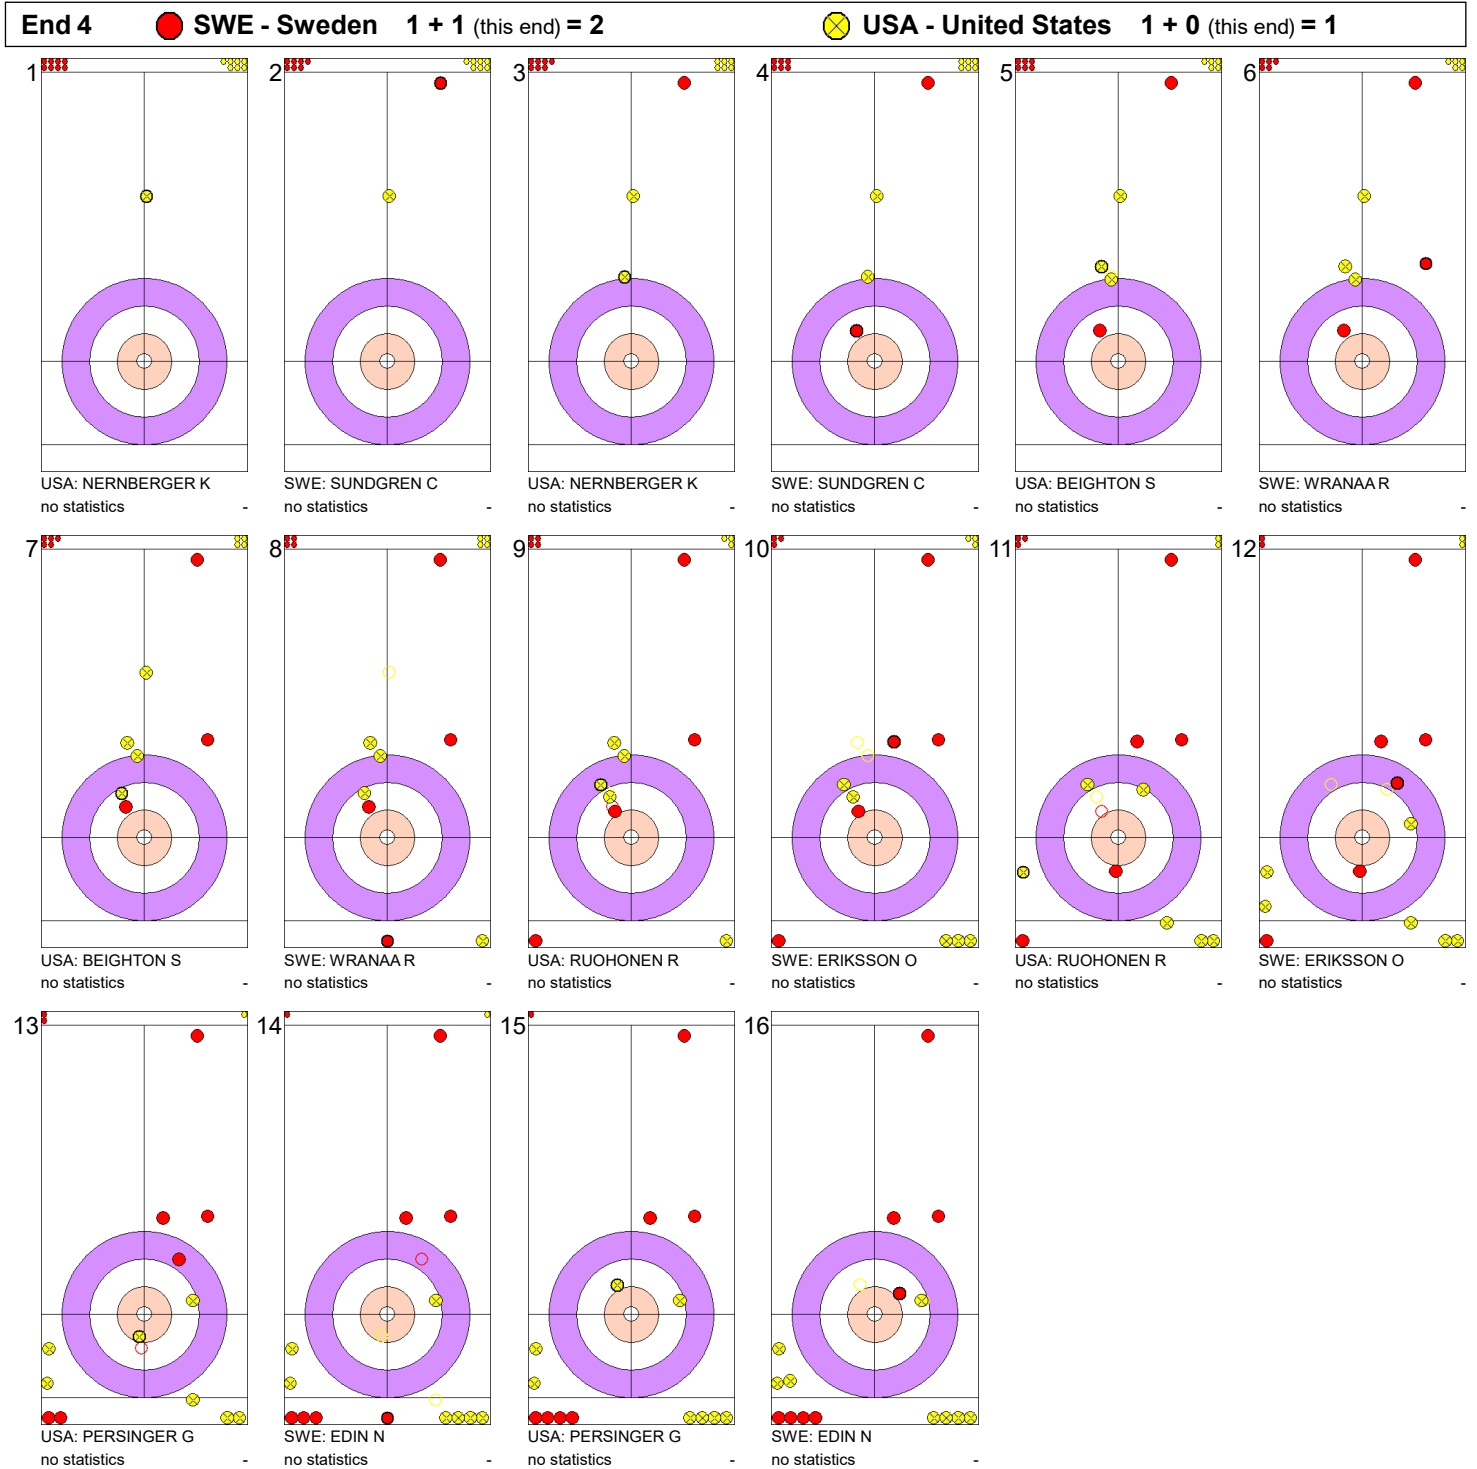 End 4 SWE - Sweden 1 + 1 (this end) = 2 USA - United States 1 + 0 (this end) = 1
1 2 3 4 5 6
USA: NERNBERGER K SWE: SUNDGREN C USA: NERNBERGER K SWE: SUNDGREN C USA: BEIGHTON S SWE: WRANAA R
no statistics - no statistics - no statistics - no statistics - no statistics - no statistics -
7 8 9 10 11 12
USA: BEIGHTON S SWE: WRANAA R USA: RUOHONEN R SWE: ERIKSSON O USA: RUOHONEN R SWE: ERIKSSON O
no statistics - no statistics - no statistics - no statistics - no statistics - no statistics -
13 14 15 16
USA: PERSINGER G SWE: EDIN N USA: PERSINGER G SWE: EDIN N
no statistics - no statistics - no statistics - no statistics -